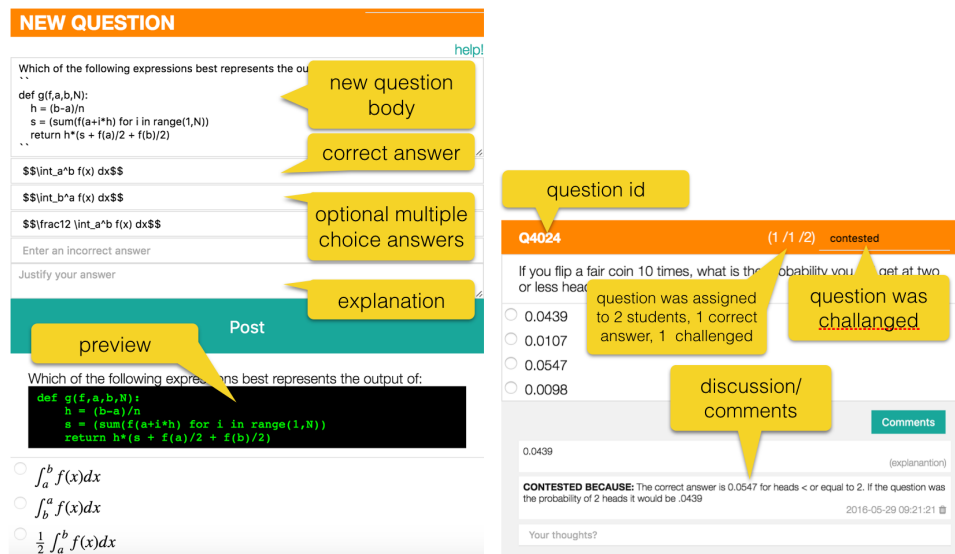 NEW QUESTION
help!
Which of the following expressions best represents the ou
``
def g(f,a,b,N):
h = (b-a)/n
s = (sum(f(a+i*h) for i in range(1,N))
return h*(s + f(a)/2 + f(b)/2)
``
new question
body
correct answer
$$\int_a^b f(x) dx$$
$$\int_b^a f(x) dx$$
$$\frac12 \int_a^b f(x) dx$$
optional multiple
choice answers
Enter an incorrect answer
Justify your answer
explanation
Post
preview
Which of the following expressions best represents the output of:
def g(f,a,b,N):
h = (b-a)/n
s = (sum(f(a+i*h) for i in range(1,N))
return h*(s + f(a)/2 + f(b)/2)
∫_a^b f(x)dx
∫_b^a f(x)dx
1/2 ∫_a^b f(x)dx
question id
Q4024
(1 /1 /2)
contested
If you flip a fair coin 10 times, what is the probability you get at two
or less
question was assigned
to 2 students, 1 correct
answer, 1 challenged
question was
challanged
0.0439
0.0107
0.0547
0.0098
discussion/
comments
Comments
0.0439
(explanantion)
CONTESTED BECAUSE: The correct answer is 0.0547 for heads < or equal to 2. If the question was
the probability of 2 heads it would be .0439
2016-05-29 09:21:21
Your thoughts?